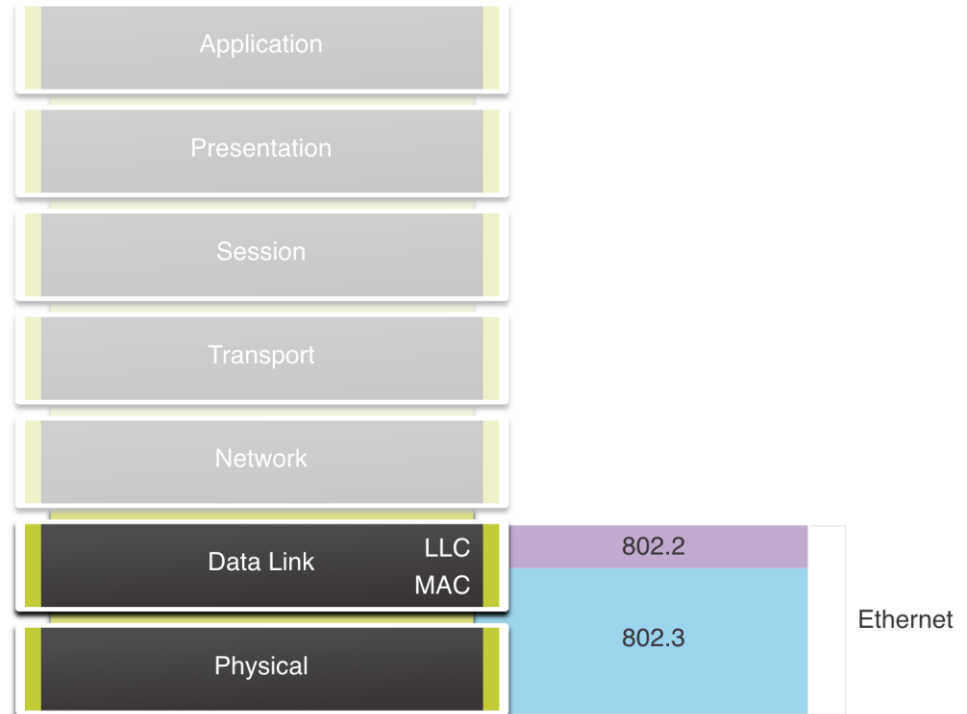 Application
Presentation
Session
Transport
Network
Data Link
LLC
MAC
802.2
802.3
Ethernet
Physical